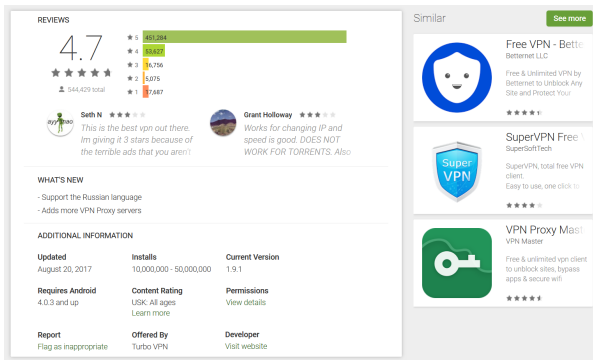 REVIEWS
4.7
544,429 total
5 451,284
4 53,627
3 16,756
2 5,075
1 17,687
Seth N
This is the best vpn out there.
Im giving it 3 stars because of
the terrible ads that you aren't
Grant Holloway
Works for changing IP and
speed is good. DOES NOT
WORK FOR TORRENTS. Also
WHAT'S NEW
- Support the Russian language
- Adds more VPN Proxy servers
ADDITIONAL INFORMATION
Updated
August 20, 2017
Installs
10,000,000 - 50,000,000
Current Version
1.9.1
Requires Android
4.0.3 and up
Content Rating
USK: All ages
Learn more
Permissions
View details
Report
Flag as inappropriate
Offered By
Turbo VPN
Developer
Visit website
Similar
See more
Free VPN - Bette
Betternet LLC
Free & Unlimited VPN by
Betternet to Unblock Any
Site and Protect Your
SuperVPN Free
SuperSoftTech
Super
VPN
SuperVPN, total free VPN
client.
Easy to use, one click to
VPN Proxy Mast
VPN Master
Free & unlimited vpn client
to unblock sites, bypass
apps & secure wifi